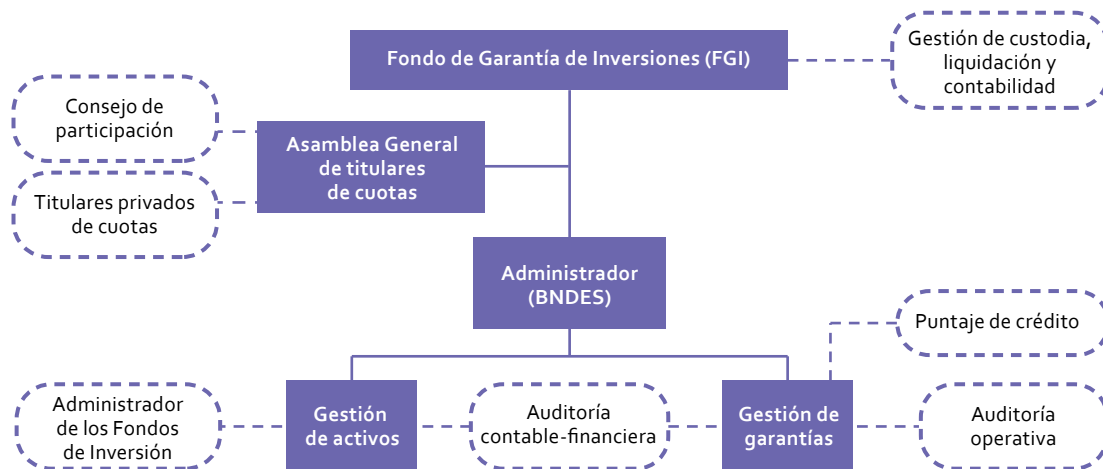 Fondo de Garantía de Inversiones (FGI)
Gestión de custodia,
liquidación y
contabilidad
Consejo de
participación
Asamblea General
de titulares
de cuotas
Titulares privados
de cuotas
Administrador
(BNDES)
Puntaje de crédito
Administrador
de los Fondos
de Inversión
Gestión
de activos
Auditoría
contable-financiera
Gestión de
garantías
Auditoría
operativa